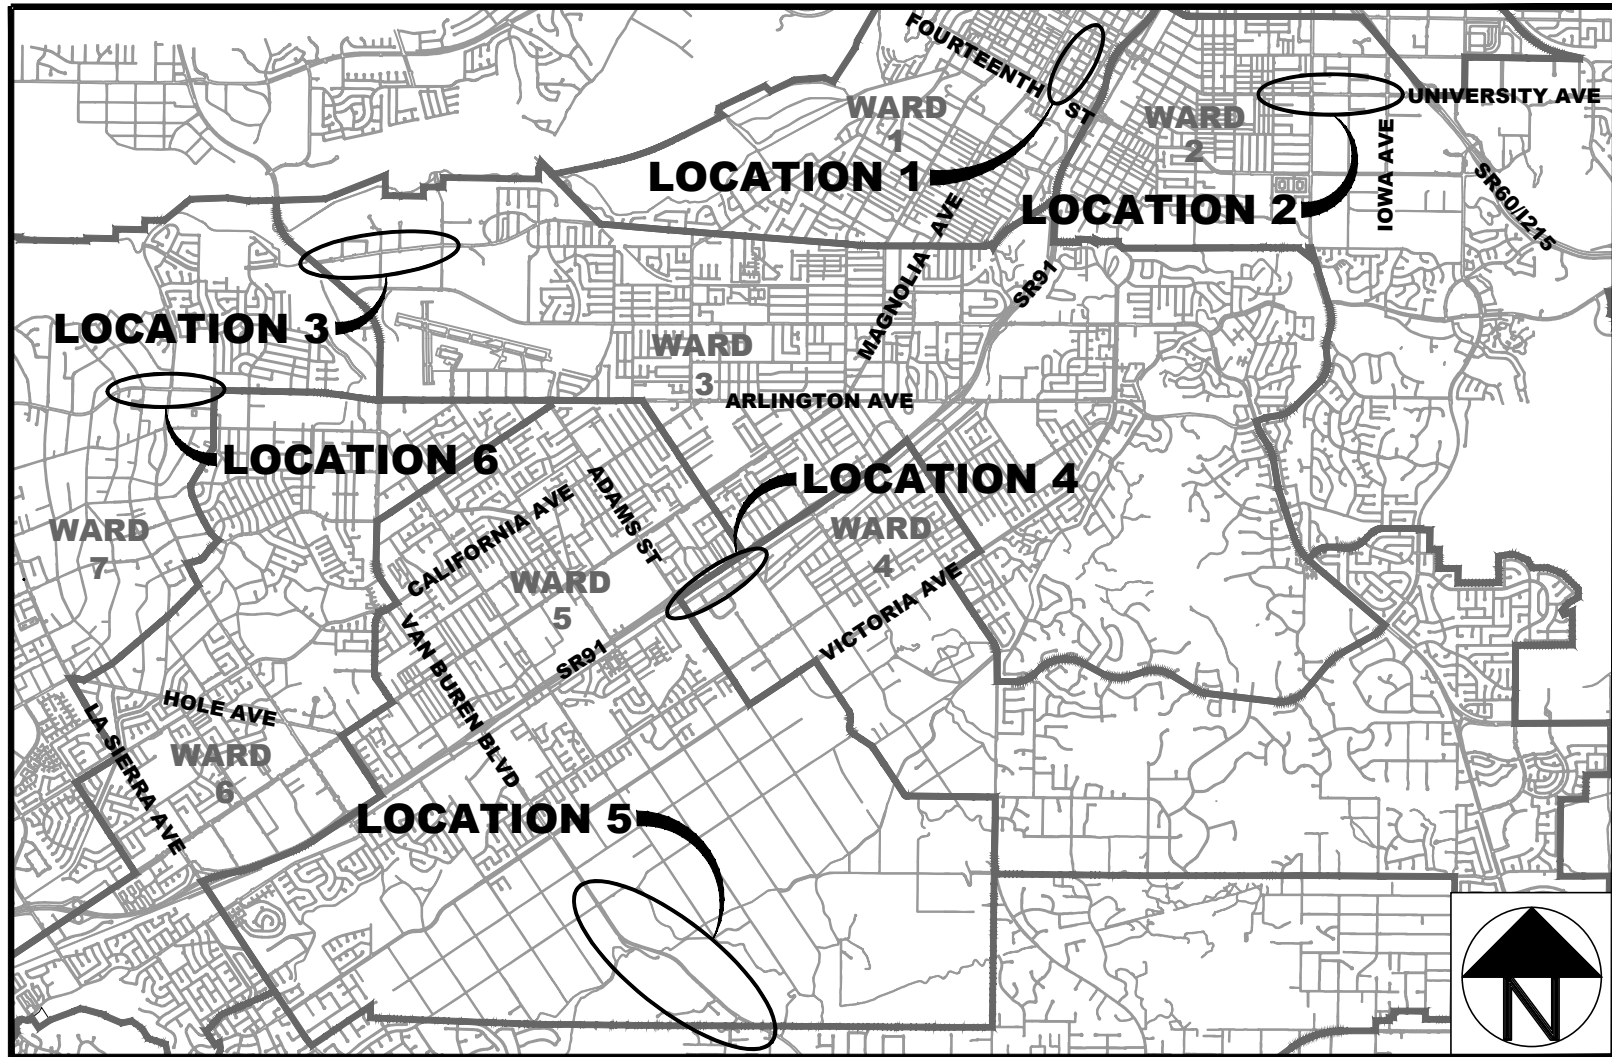 FOURTEENTH ST
WARD
1
WARD
2
UNIVERSITY AVE
IOWA AVE
SR60/I215
LOCATION 1
LOCATION 2
MAGNOLIA AVE
SR91
LOCATION 3
WARD
3
ARLINGTON AVE
LOCATION 6
LOCATION 4
ADAMS ST
CALIFORNIA AVE
WARD
7
WARD
5
WARD
4
VICTORIA AVE
VAN BUREN BLVD
SR91
HOLE AVE
LA SIERRA AVE
WARD
6
LOCATION 5
N